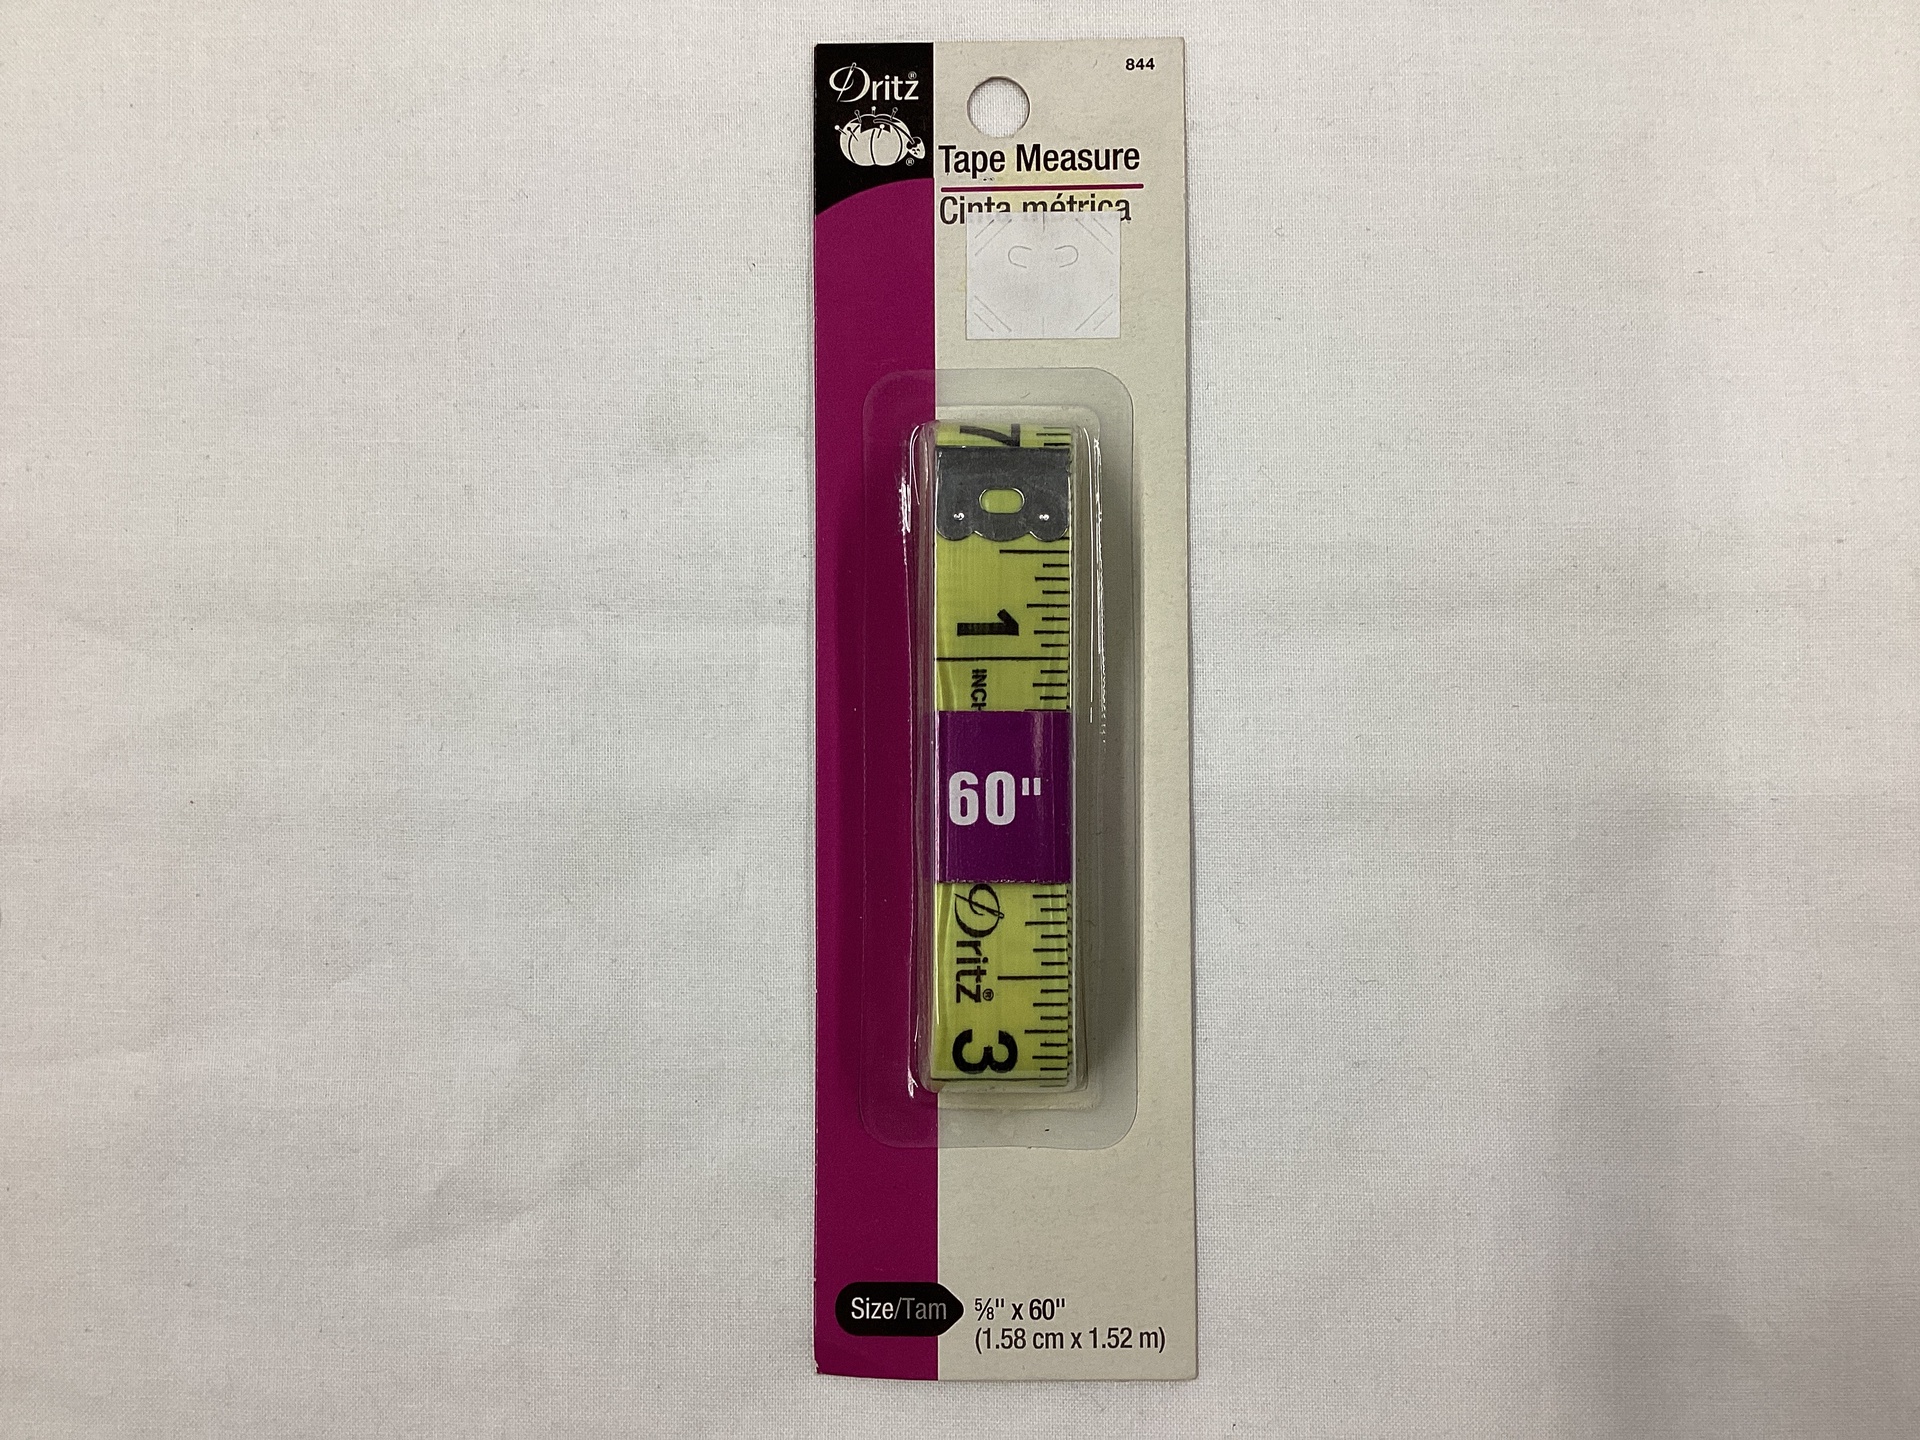 Dritz®
®
844
Tape Measure
Cinta métrica
7
1
INCH
60"
Dritz®
3
Size/Tam
⅝" x 60"
(1.58 cm x 1.52 m)